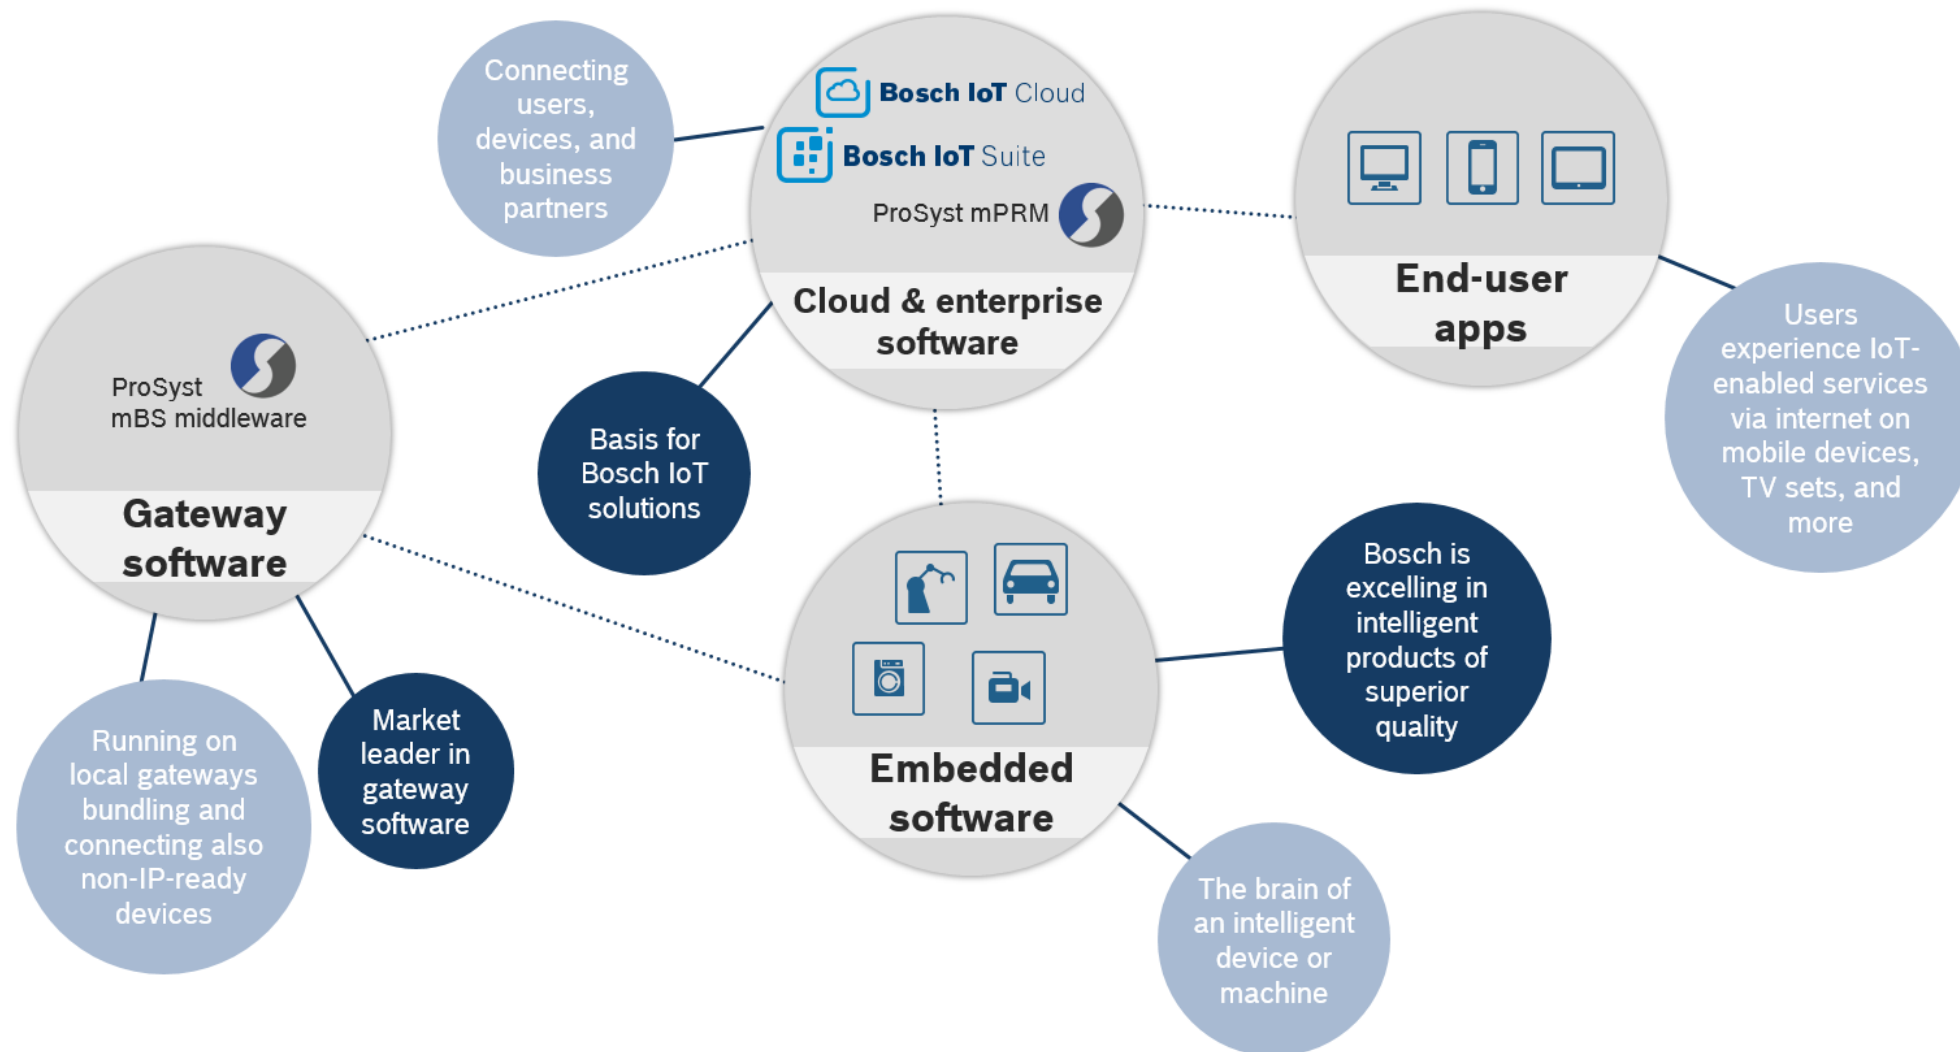 Connecting
users,
devices, and
business
partners
Bosch IoT Cloud
Bosch IoT Suite
ProSyst mPRM
Cloud & enterprise
software
End-user
apps
Users
experience IoT-
enabled services
via internet on
mobile devices,
TV sets, and
more
ProSyst
mBS middleware
Gateway
software
Basis for
Bosch IoT
solutions
Bosch is
excelling in
intelligent
products of
superior
quality
Embedded
software
Market
leader in
gateway
software
Running on
local gateways
bundling and
connecting also
non-IP-ready
devices
The brain of
an intelligent
device or
machine